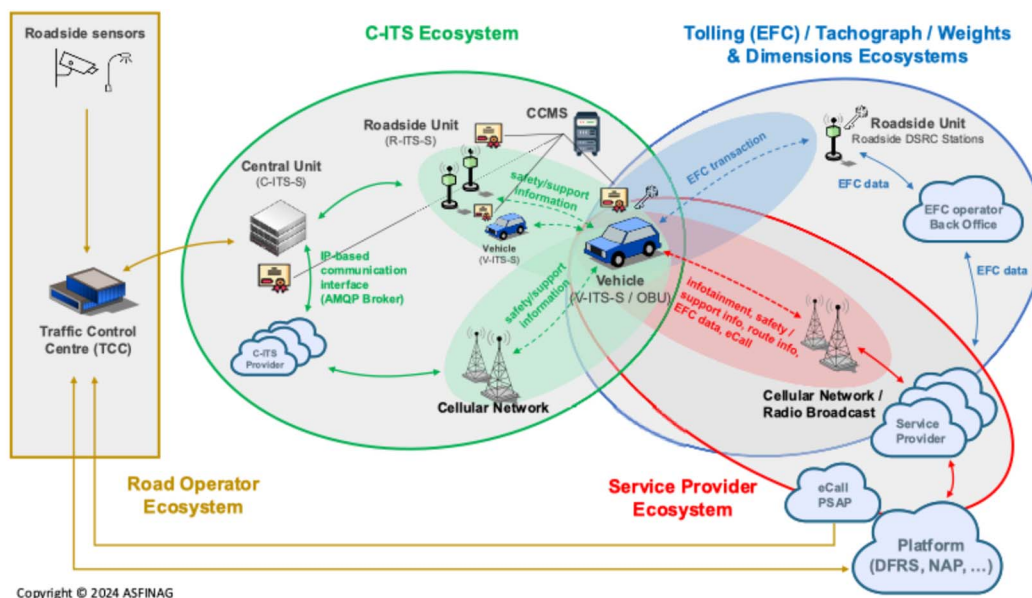 Roadside sensors
C-ITS Ecosystem
Tolling (EFC) / Tachograph / Weights
& Dimensions Ecosystems
CCMS
Roadside Unit
(R-ITS-S)
Central Unit
(C-ITS-S)
Roadside Unit
Roadside DSRC Stations
EFC transaction
safety/support
information
EFC data
EFC operator
Back Office
Vehicle
(V-ITS-S)
IP-based
communication
interface
(AMQP Broker)
safety/support
information
Vehicle
(V-ITS-S / OBU)
EFC data
infotainment, safety /
support info, route info,
EFC data, eCall
Traffic Control
Centre (TCC)
C-ITS
Provider
Cellular Network
Cellular Network /
Radio Broadcast
Service
Provider
Road Operator
Ecosystem
Service Provider
Ecosystem
eCall
PSAP
Platform
(DFRS, NAP, ...)
Copyright © 2024 ASFINAG